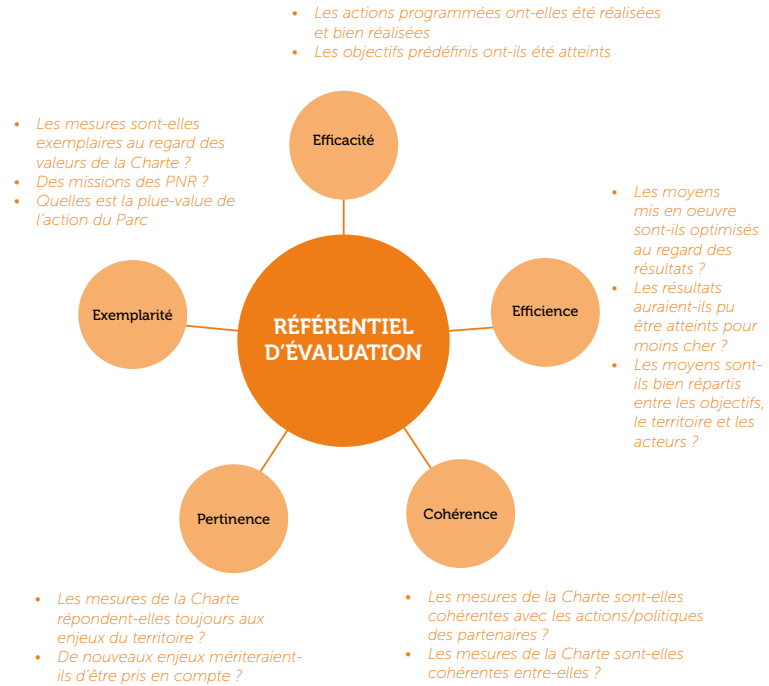 • Les actions programmées ont-elles été réalisées
et bien réalisées
• Les objectifs prédéfinis ont-ils été atteints
Efficacité
• Les mesures sont-elles
exemplaires au regard des
valeurs de la Charte ?
• Des missions des PNR ?
• Quelles est la plue-value de
l'action du Parc
Exemplarité
RÉFÉRENTIEL
D'ÉVALUATION
Efficience
• Les moyens
mis en oeuvre
sont-ils optimisés
au regard des
résultats ?
• Les résultats
auraient-ils pu
être atteints pour
moins cher ?
• Les moyens sont-
ils bien répartis
entre les objectifs,
le territoire et les
acteurs ?
Pertinence
• Les mesures de la Charte
répondent-elles toujours aux
enjeux du territoire ?
• De nouveaux enjeux mériteraient-
ils d'être pris en compte ?
Cohérence
• Les mesures de la Charte sont-elles
cohérentes avec les actions/politiques
des partenaires ?
• Les mesures de la Charte sont-elles
cohérentes entre-elles ?